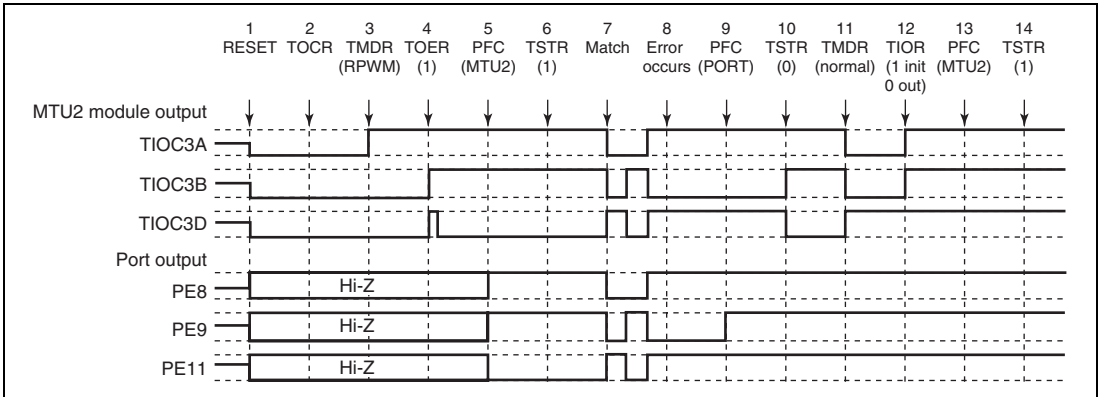 1 2 3 4 5 6 7 8 9 10 11 12 13 14
RESET TOCR TMDR TOER PFC TSTR Match Error PFC TSTR TMDR TIOR PFC TSTR
(RPWM) (1) (MTU2) (1) occurs (PORT) (0) (normal) (1 init (MTU2) (1)
0 out)
MTU2 module output
TIOC3A
TIOC3B
TIOC3D
Port output
PE8 Hi-Z
PE9 Hi-Z
PE11 Hi-Z